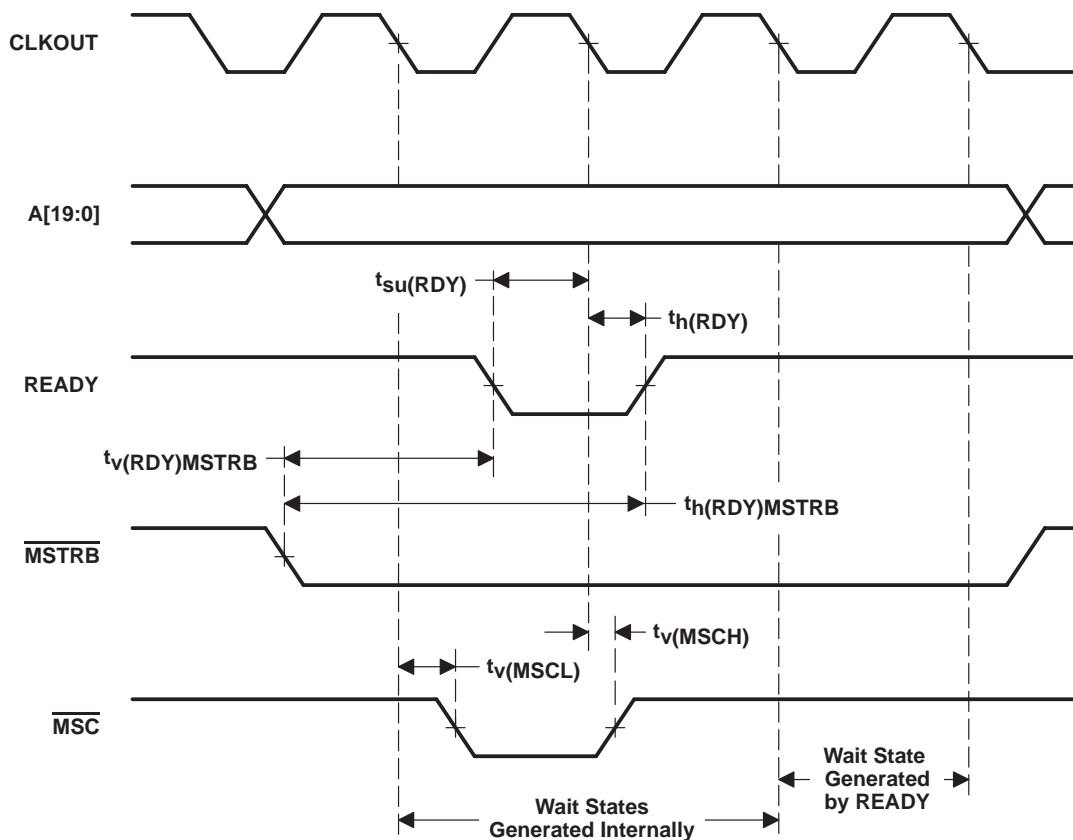 CLKOUT
A[19:0]
tsu(RDY)
th(RDY)
READY
tv(RDY)MSTRB
th(RDY)MSTRB
MSTRB
tv(MSCH)
tv(MSCL)
MSC
Wait State
Generated
by READY
Wait States
Generated Internally